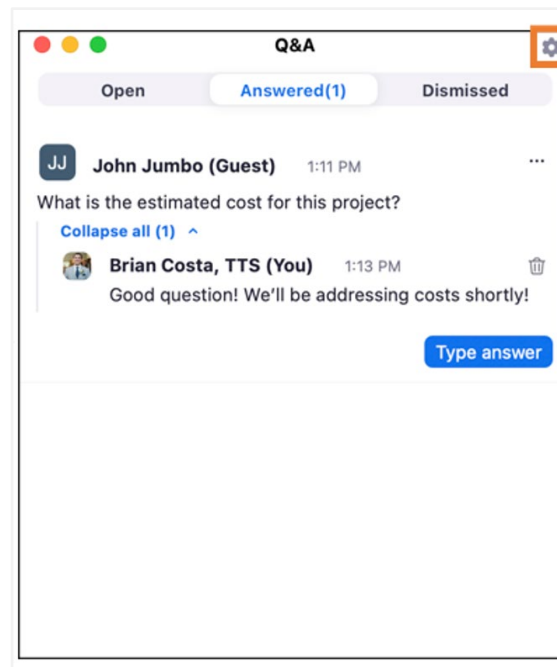 Q&A
Open Answered(1) Dismissed
JJ John Jumbo (Guest) 1:11 PM ...
What is the estimated cost for this project?
Collapse all (1)
Brian Costa, TTS (You) 1:13 PM
Good question! We'll be addressing costs shortly!
Type answer